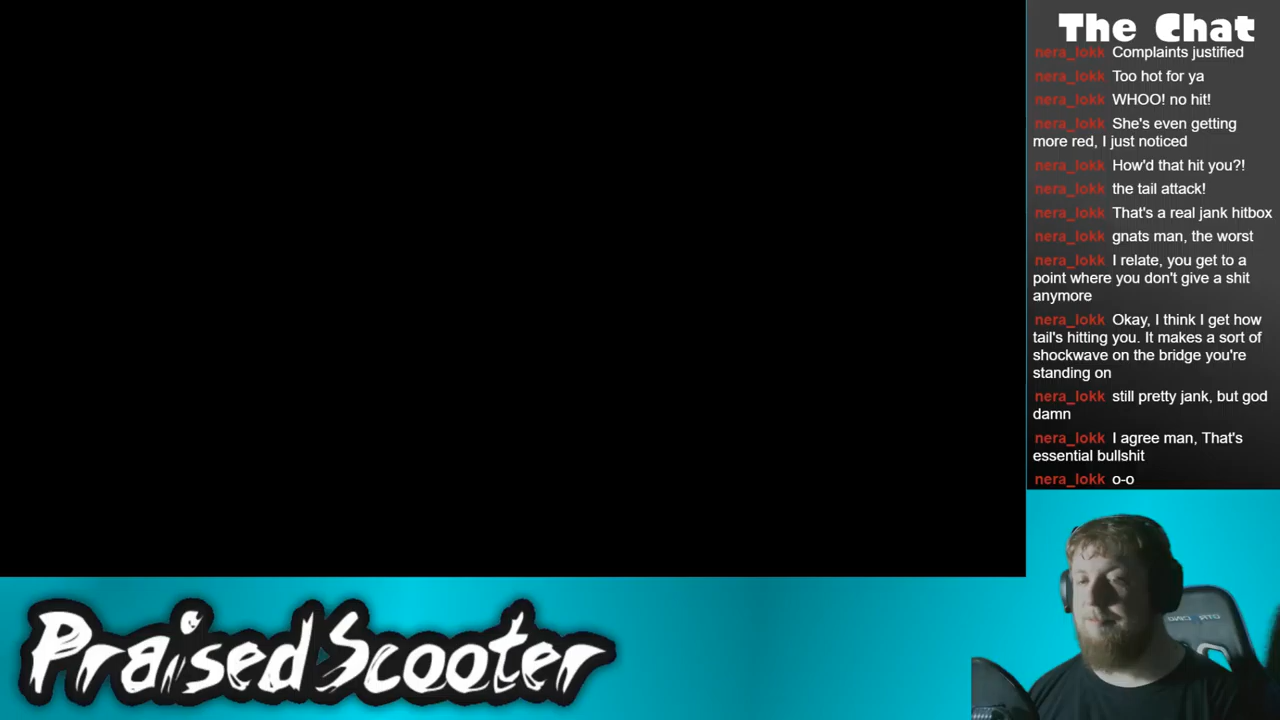 The Chat
nera_lokk Complaints justified
nera_lokk Too hot for ya
nera_lokk WHOO! no hit!
nera_lokk She's even getting
more red, I just noticed
nera_lokk How'd that hit you?!
nera_lokk the tail attack!
nera_lokk That's a real jank hitbox
nera_lokk gnats man, the worst
nera_lokk I relate, you get to a
point where you don't give a shit
anymore
nera_lokk Okay, I think I get how
tail's hitting you. It makes a sort of
shockwave on the bridge you're
standing on
nera_lokk still pretty jank, but god
damn
nera_lokk I agree man, That's
essential bullshit
nera_lokk o-o
PraisedScooter